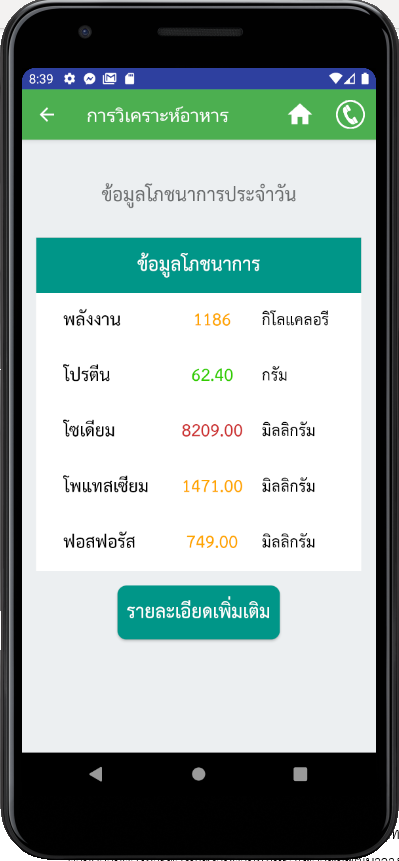 8:39
การวิเคราะห์อาหาร
ข้อมูลโภชนาการประจำวัน
ข้อมูลโภชนาการ
พลังงาน 1186 กิโลแคลอรี
โปรตีน 62.40 กรัม
โซเดียม 8209.00 มิลลิกรัม
โพแทสเซียม 1471.00 มิลลิกรัม
ฟอสฟอรัส 749.00 มิลลิกรัม
รายละเอียดเพิ่มเติม